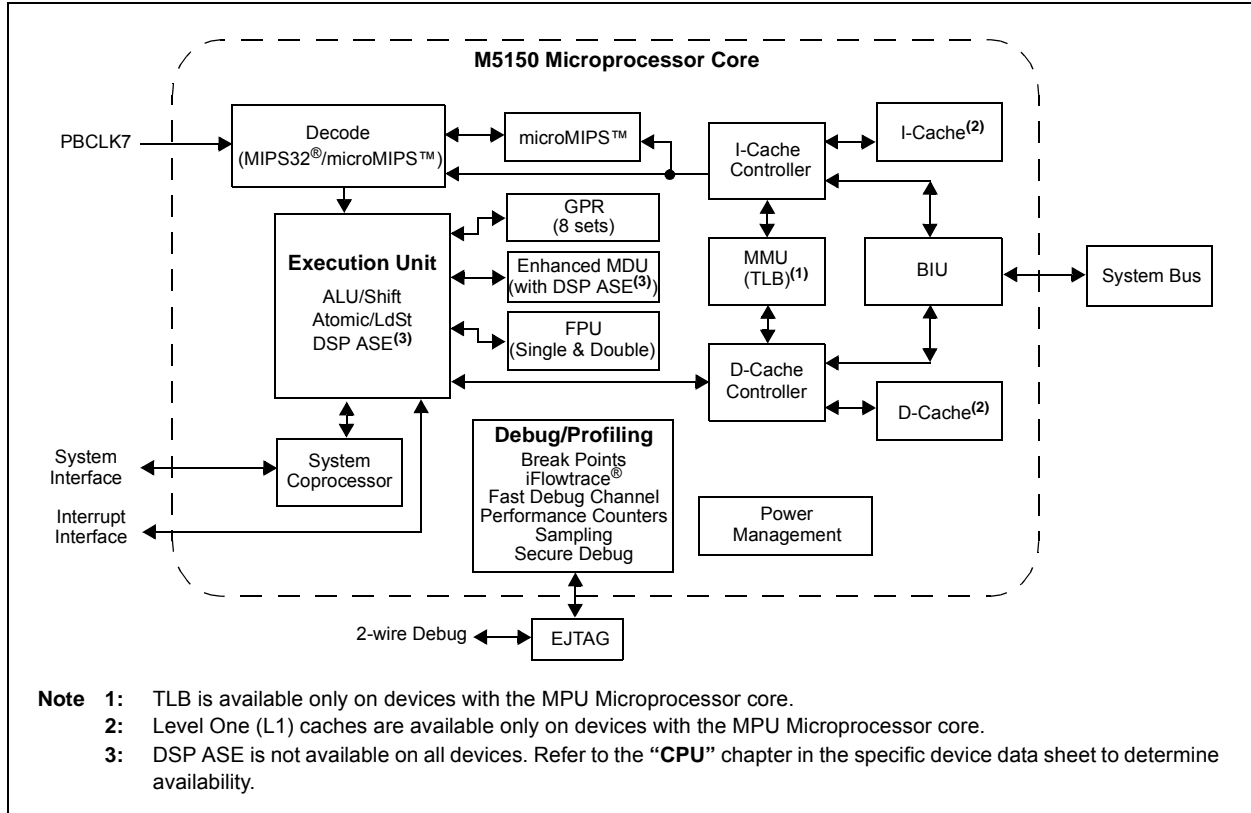 M5150 Microprocessor Core
PBCLK7
Decode
(MIPS32®/microMIPS™)
microMIPS™
I-Cache
Controller
I-Cache(2)
GPR
(8 sets)
Execution Unit
ALU/Shift
Atomic/LdSt
DSP ASE(3)
Enhanced MDU
(with DSP ASE(3))
MMU
(TLB)(1)
BIU
System Bus
FPU
(Single & Double)
D-Cache
Controller
D-Cache(2)
System
Interface
System
Coprocessor
Interrupt
Interface
Debug/Profiling
Break Points
iFlowtrace®
Fast Debug Channel
Performance Counters
Sampling
Secure Debug
Power
Management
2-wire Debug
EJTAG
Note 1: TLB is available only on devices with the MPU Microprocessor core.
2: Level One (L1) caches are available only on devices with the MPU Microprocessor core.
3: DSP ASE is not available on all devices. Refer to the “CPU” chapter in the specific device data sheet to determine
availability.